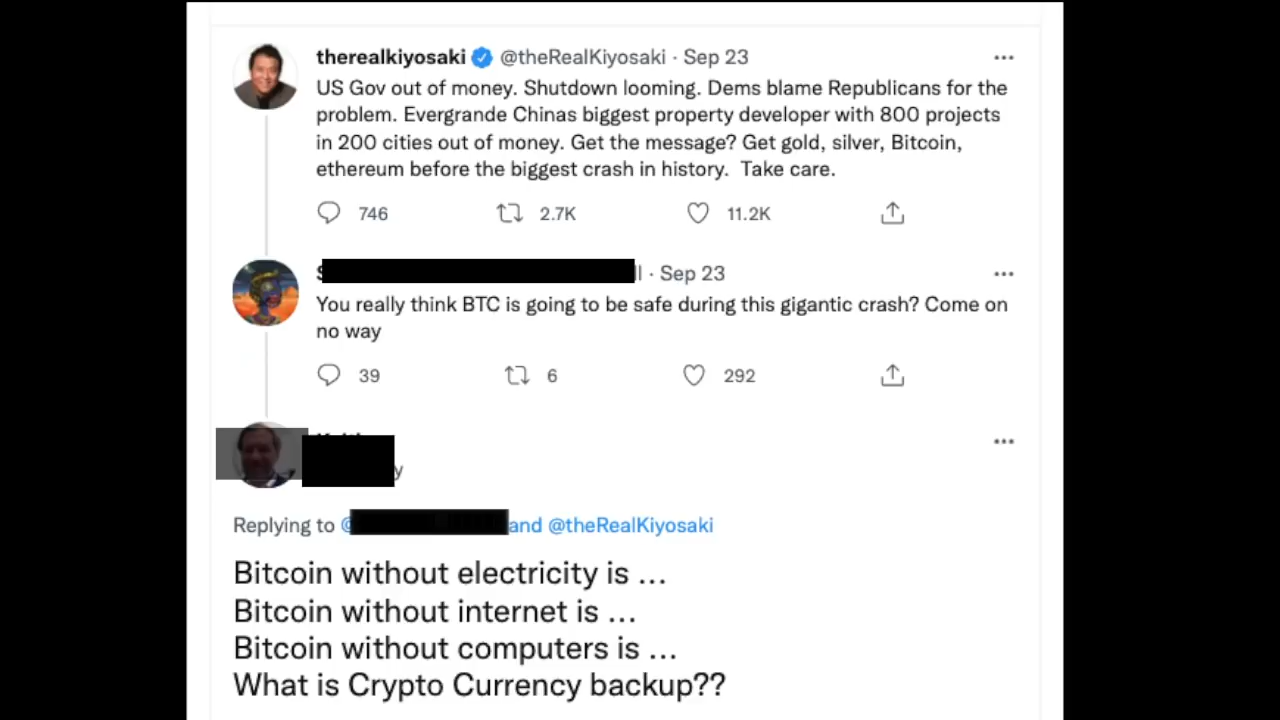 therealkiyosaki @theRealKiyosaki · Sep 23
US Gov out of money. Shutdown looming. Dems blame Republicans for the
problem. Evergrande Chinas biggest property developer with 800 projects
in 200 cities out of money. Get the message? Get gold, silver, Bitcoin,
ethereum before the biggest crash in history. Take care.
746 2.7K 11.2K
· Sep 23
You really think BTC is going to be safe during this gigantic crash? Come on
no way
39 6 292
Replying to and @theRealKiyosaki
Bitcoin without electricity is ...
Bitcoin without internet is ...
Bitcoin without computers is ...
What is Crypto Currency backup??